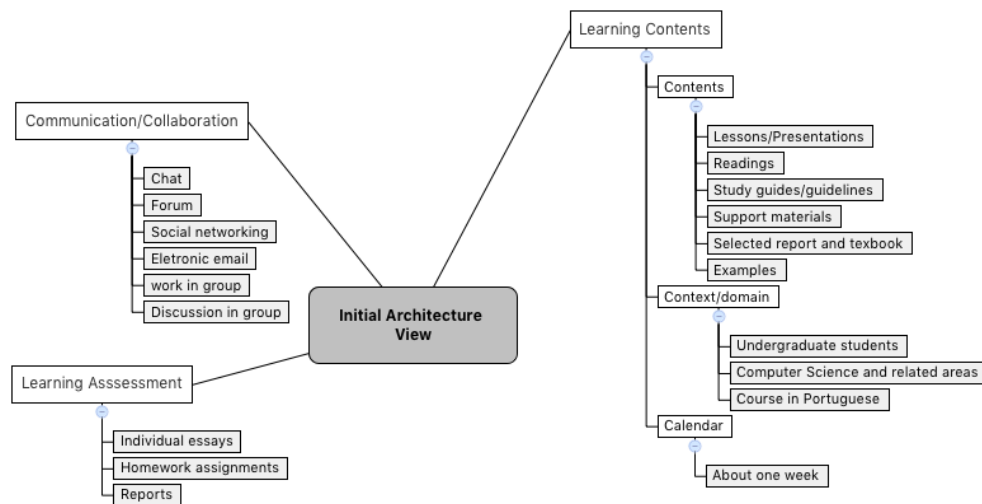 Learning Contents
Contents
Lessons/Presentations
Readings
Study guides/guidelines
Support materials
Selected report and texbook
Examples
Context/domain
Undergraduate students
Computer Science and related areas
Course in Portuguese
Calendar
About one week
Communication/Collaboration
Chat
Forum
Social networking
Eletronic email
work in group
Discussion in group
Initial Architecture
View
Learning Asssessment
Individual essays
Homework assignments
Reports